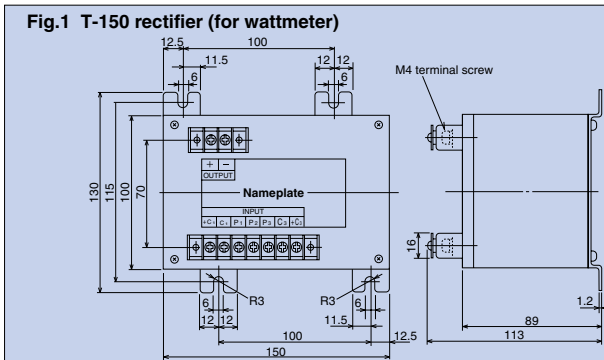 Fig.1 T-150 rectifier (for wattmeter)
12.5
100
11.5
6
12 12
6
M4 terminal screw
130
115
100
70
+ −
OUTPUT
Nameplate
INPUT
+C₁ C₁ P₁ P₂ P₃ C₃ +C₃
16
R3
R3
6
12 12
6
11.5
12.5
100
150
1.2
89
113